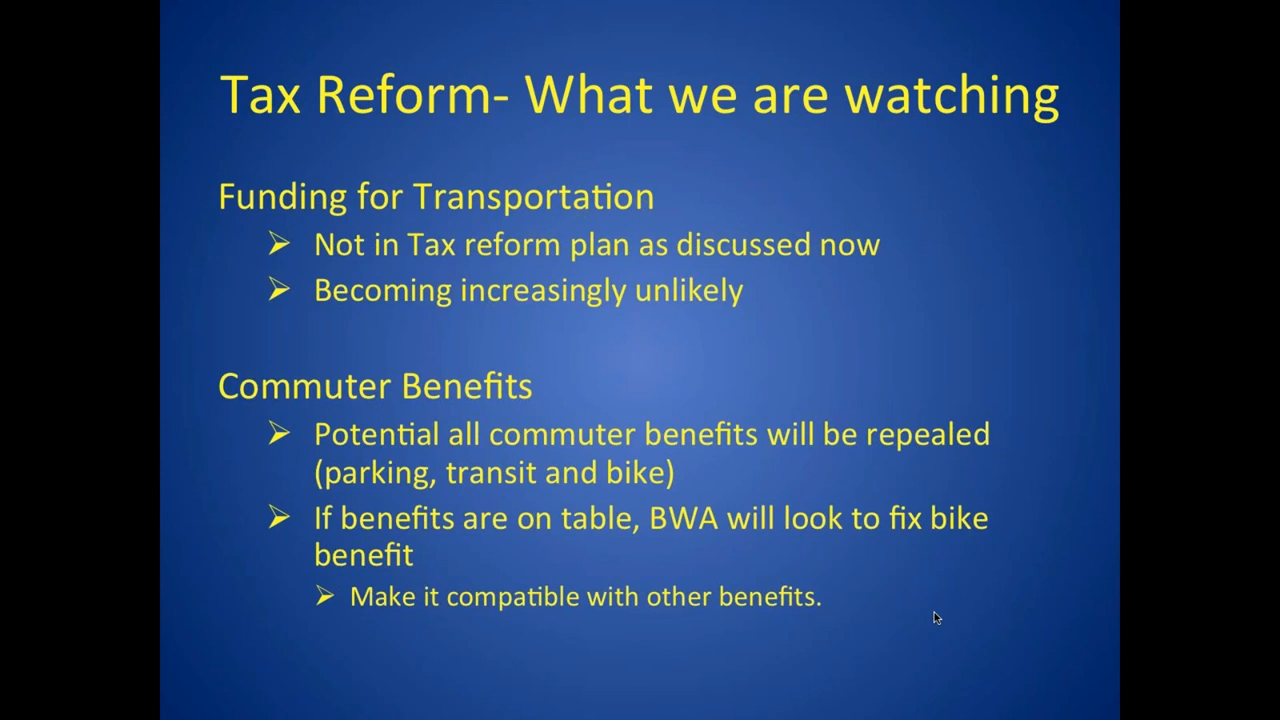 Tax Reform- What we are watching
Funding for Transportation
➢ Not in Tax reform plan as discussed now
➢ Becoming increasingly unlikely
Commuter Benefits
➢ Potential all commuter benefits will be repealed
(parking, transit and bike)
➢ If benefits are on table, BWA will look to fix bike
benefit
➢ Make it compatible with other benefits.